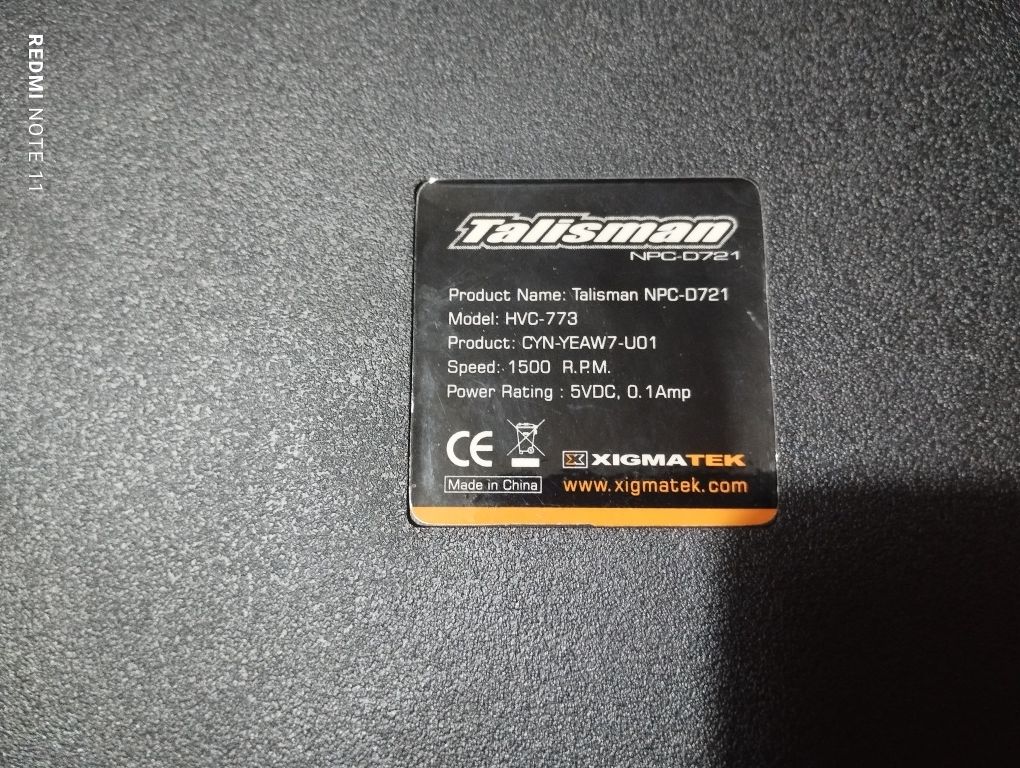 REDMI NOTE 11
Talisman
NPC-D721
Product Name: Talisman NPC-D721
Model: HVC-773
Product: CYN-YEAW7-U01
Speed: 1500 R.P.M.
Power Rating : 5VDC, 0.1Amp
CE
XIGMATEK
Made in China
www.xigmatek.com